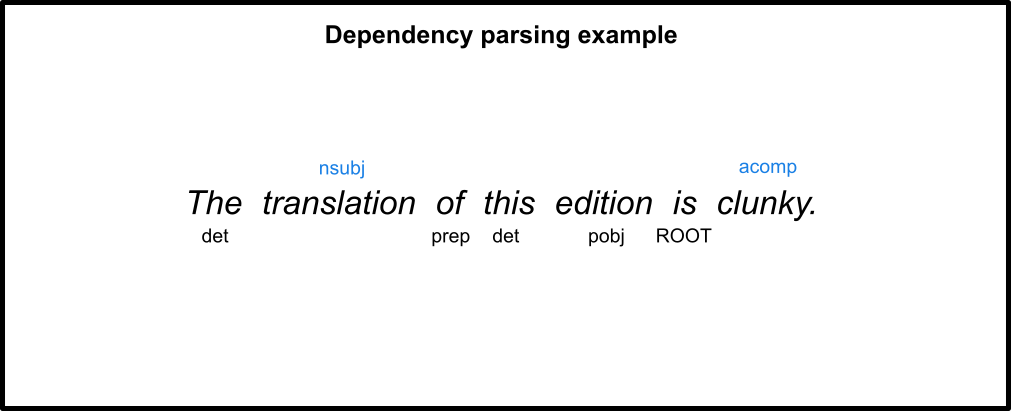 Dependency parsing example
nsubj acomp
The translation of this edition is clunky.
det prep det pobj ROOT